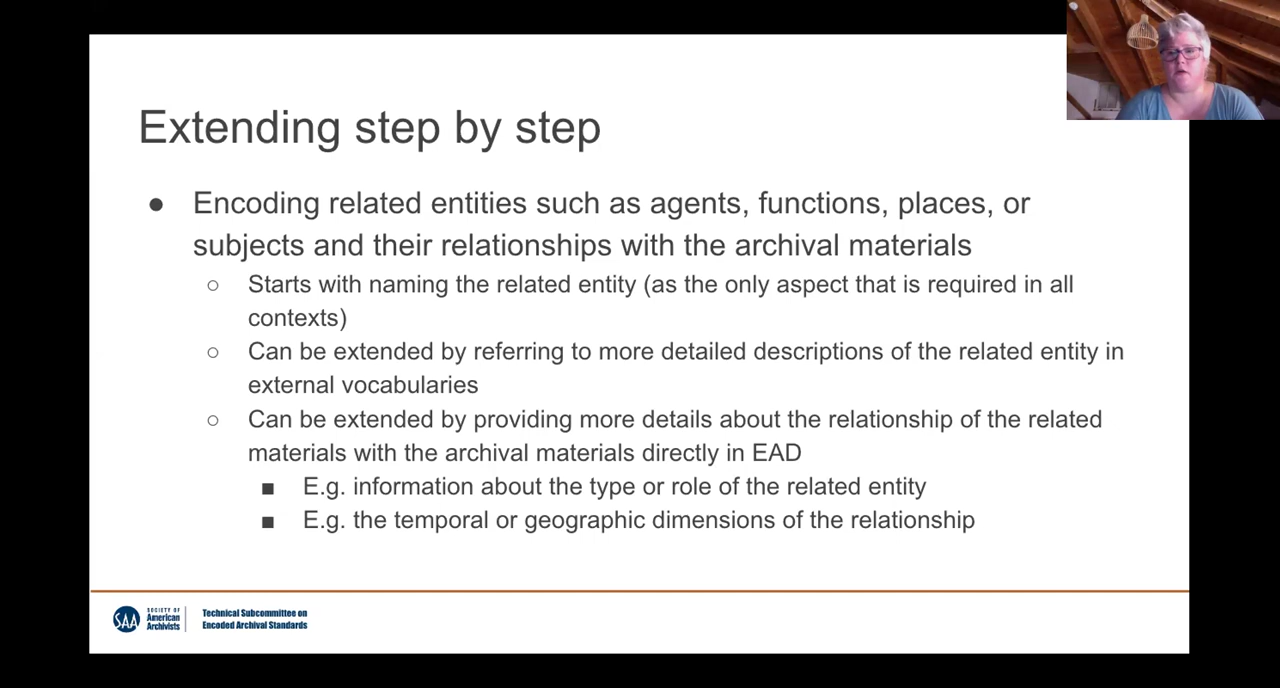 Extending step by step
● Encoding related entities such as agents, functions, places, or
subjects and their relationships with the archival materials
○ Starts with naming the related entity (as the only aspect that is required in all
contexts)
○ Can be extended by referring to more detailed descriptions of the related entity in
external vocabularies
○ Can be extended by providing more details about the relationship of the related
materials with the archival materials directly in EAD
■ E.g. information about the type or role of the related entity
■ E.g. the temporal or geographic dimensions of the relationship
SAA
SOCIETY OF
American
Archivists
Technical Subcommittee on
Encoded Archival Standards